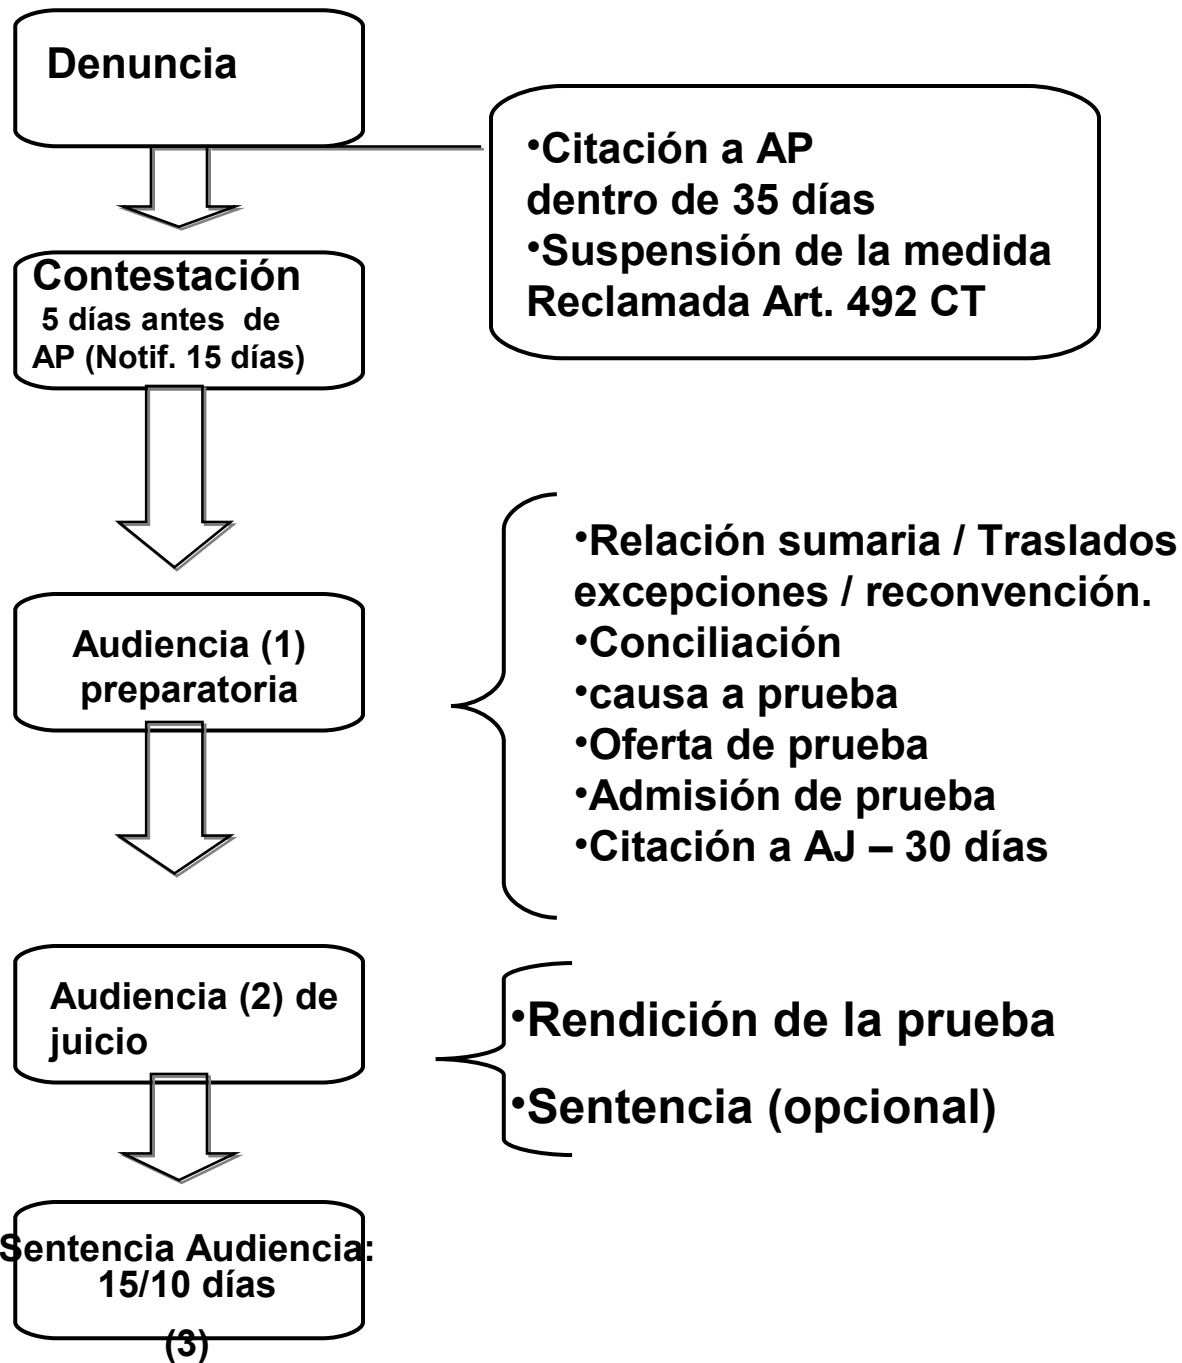 Denuncia
•Citación a AP
dentro de 35 días
•Suspensión de la medida
Reclamada Art. 492 CT
Contestación
5 días antes de
AP (Notif. 15 días)
Audiencia (1)
preparatoria
•Relación sumaria / Traslados
excepciones / reconvención.
•Conciliación
•causa a prueba
•Oferta de prueba
•Admisión de prueba
•Citación a AJ – 30 días
Audiencia (2) de
juicio
•Rendición de la prueba
•Sentencia (opcional)
Sentencia Audiencia:
15/10 días
(3)